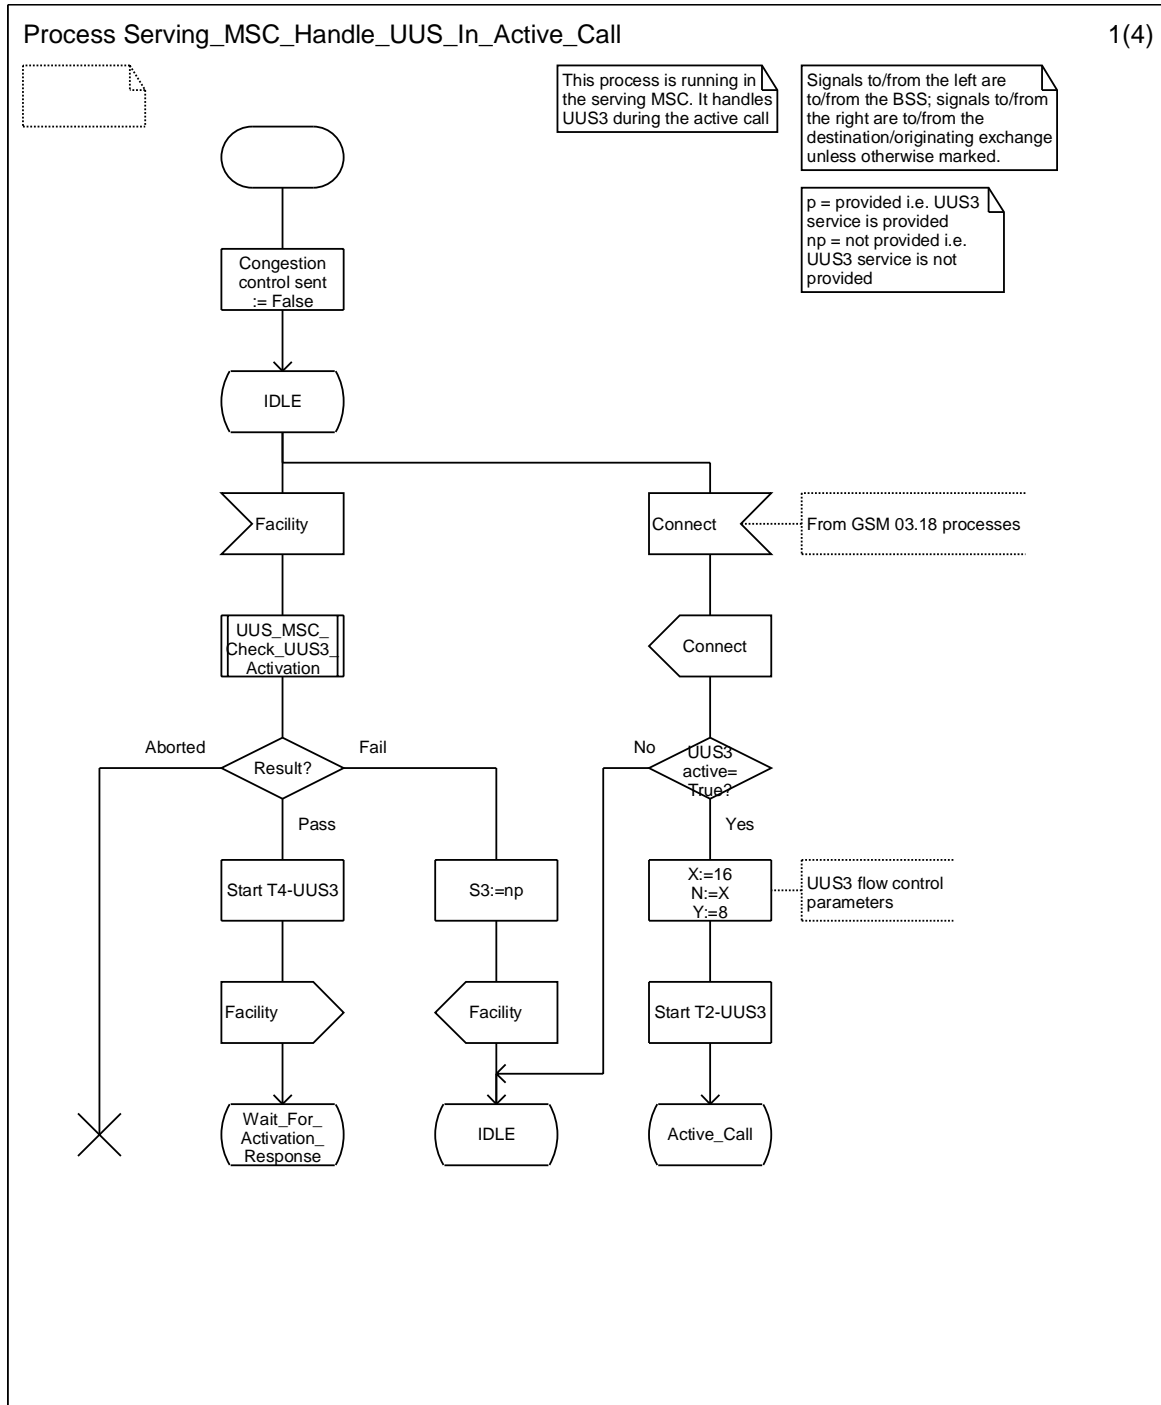 Process Serving_MSC_Handle_UUS_In_Active_Call
1(4)
This process is running in
the serving MSC. It handles
UUS3 during the active call
Signals to/from the left are
to/from the BSS; signals to/from
the right are to/from the
destination/originating exchange
unless otherwise marked.
p = provided i.e. UUS3
service is provided
np = not provided i.e.
UUS3 service is not
provided
Congestion
control sent
:= False
IDLE
Facility
Connect
From GSM 03.18 processes
UUS_MSC_
Check_UUS3_
Activation
Connect
Aborted
Result?
Fail
No
UUS3
active=
True?
Pass
Yes
Start T4-UUS3
S3:=np
X:=16
N:=X
Y:=8
UUS3 flow control
parameters
Facility
Facility
Start T2-UUS3
Wait_For_
Activation_
Response
IDLE
Active_Call